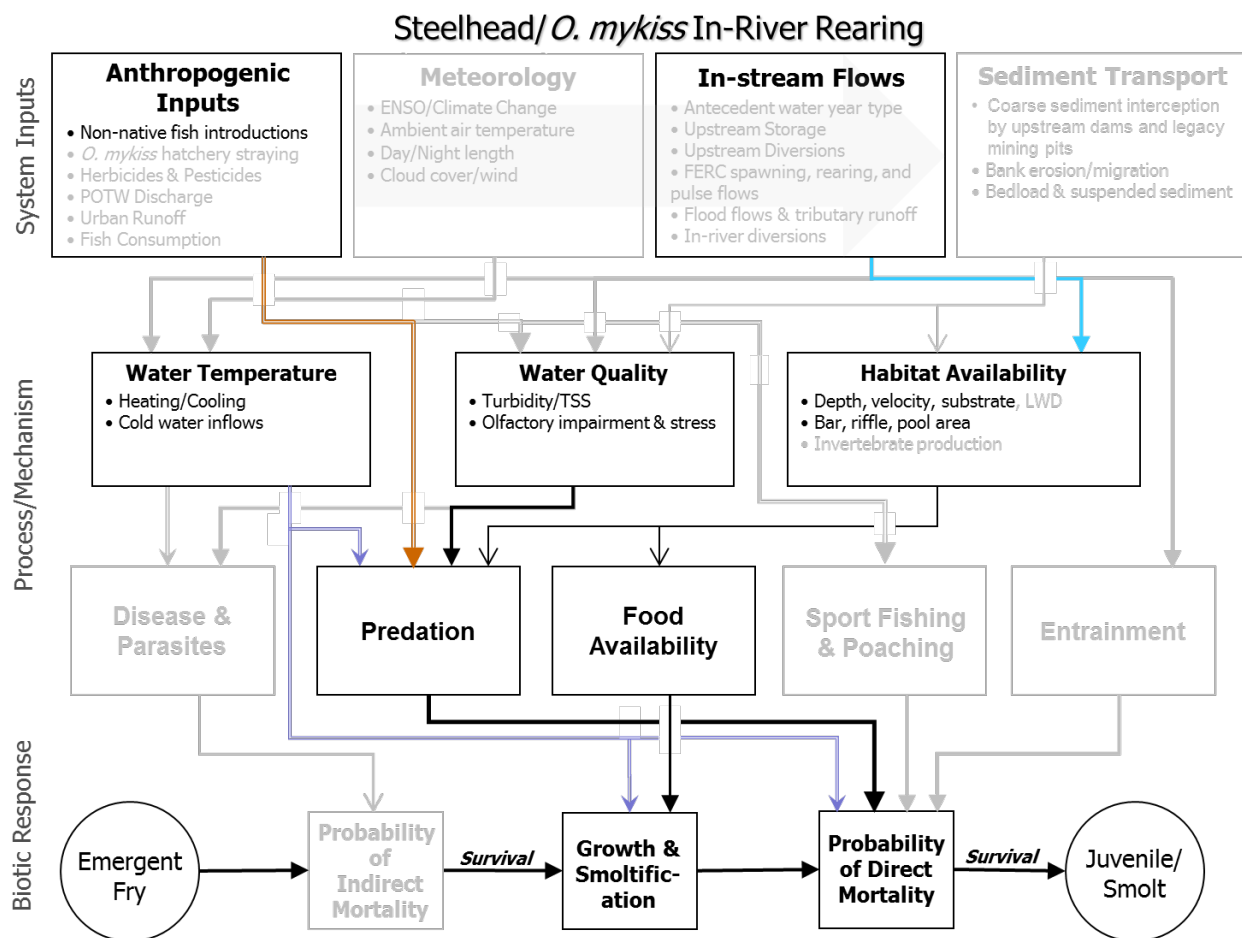 Steelhead/O. mykiss In-River Rearing
System Inputs
Anthropogenic
Inputs
• Non-native fish introductions
• O. mykiss hatchery straying
• Herbicides & Pesticides
• POTW Discharge
• Urban Runoff
• Fish Consumption
Meteorology
• ENSO/Climate Change
• Ambient air temperature
• Day/Night length
• Cloud cover/wind
In-stream Flows
• Antecedent water year type
• Upstream Storage
• Upstream Diversions
• FERC spawning, rearing, and
pulse flows
• Flood flows & tributary runoff
• In-river diversions
Sediment Transport
• Coarse sediment interception
by upstream dams and legacy
mining pits
• Bank erosion/migration
• Bedload & suspended sediment
Process/Mechanism
Water Temperature
• Heating/Cooling
• Cold water inflows
Water Quality
• Turbidity/TSS
• Olfactory impairment & stress
Habitat Availability
• Depth, velocity, substrate, LWD
• Bar, riffle, pool area
• Invertebrate production
Disease &
Parasites
Predation
Food
Availability
Sport Fishing
& Poaching
Entrainment
Biotic Response
Emergent
Fry
Probability
of
Indirect
Mortality
Survival
Growth &
Smoltific-
ation
Probability
of Direct
Mortality
Survival
Juvenile/
Smolt